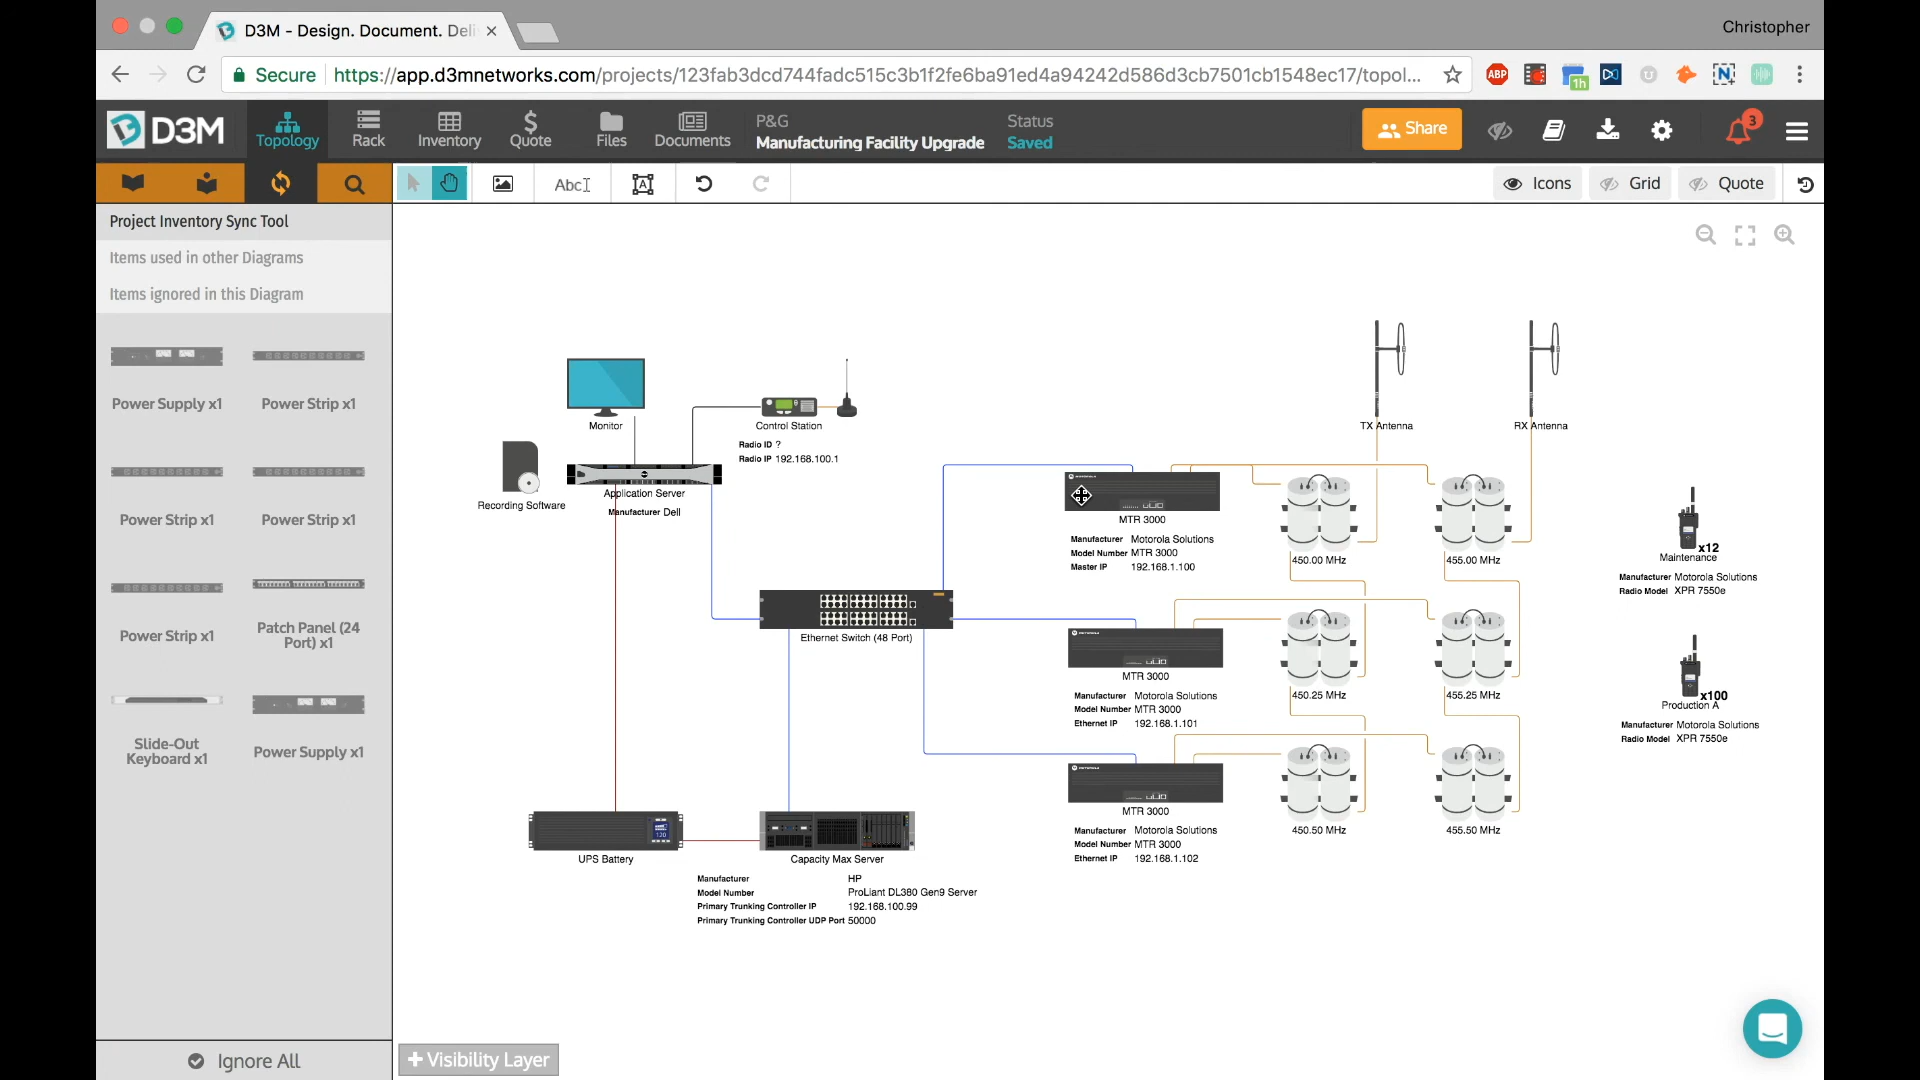 D3M - Design. Document. Deli
Christopher
Secure https://app.d3mnetworks.com/projects/123fab3dcd744fadc515c3b1f2fe6ba91ed4a94242d586d3cb7501cb1548ec17/topol...
ABP
1h
N
D3M
Topology
Rack
Inventory
Quote
Files
Documents
P&G
Manufacturing Facility Upgrade
Status
Saved
Share
3
Abc
A
Icons
Grid
Quote
Project Inventory Sync Tool
Items used in other Diagrams
Items ignored in this Diagram
Power Supply x1
Power Strip x1
Power Strip x1
Power Strip x1
Power Strip x1
Patch Panel (24
Port) x1
Slide-Out
Keyboard x1
Power Supply x1
Ignore All
Monitor
Control Station
Radio ID ?
Radio IP 192.168.100.1
Recording Software
Application Server
Manufacturer Dell
Ethernet Switch (48 Port)
UPS Battery
120
Capacity Max Server
Manufacturer HP
Model Number ProLiant DL380 Gen9 Server
Primary Trunking Controller IP 192.168.100.99
Primary Trunking Controller UDP Port 50000
MTR 3000
Manufacturer Motorola Solutions
Model Number MTR 3000
Master IP 192.168.1.100
MOTOROLA
MTR 3000
Manufacturer Motorola Solutions
Model Number MTR 3000
Ethernet IP 192.168.1.101
MOTOROLA
MTR 3000
Manufacturer Motorola Solutions
Model Number MTR 3000
Ethernet IP 192.168.1.102
TX Antenna
RX Antenna
450.00 MHz
455.00 MHz
450.25 MHz
455.25 MHz
450.50 MHz
455.50 MHz
x12
Maintenance
Manufacturer Motorola Solutions
Radio Model XPR 7550e
x100
Production A
Manufacturer Motorola Solutions
Radio Model XPR 7550e
Visibility Layer